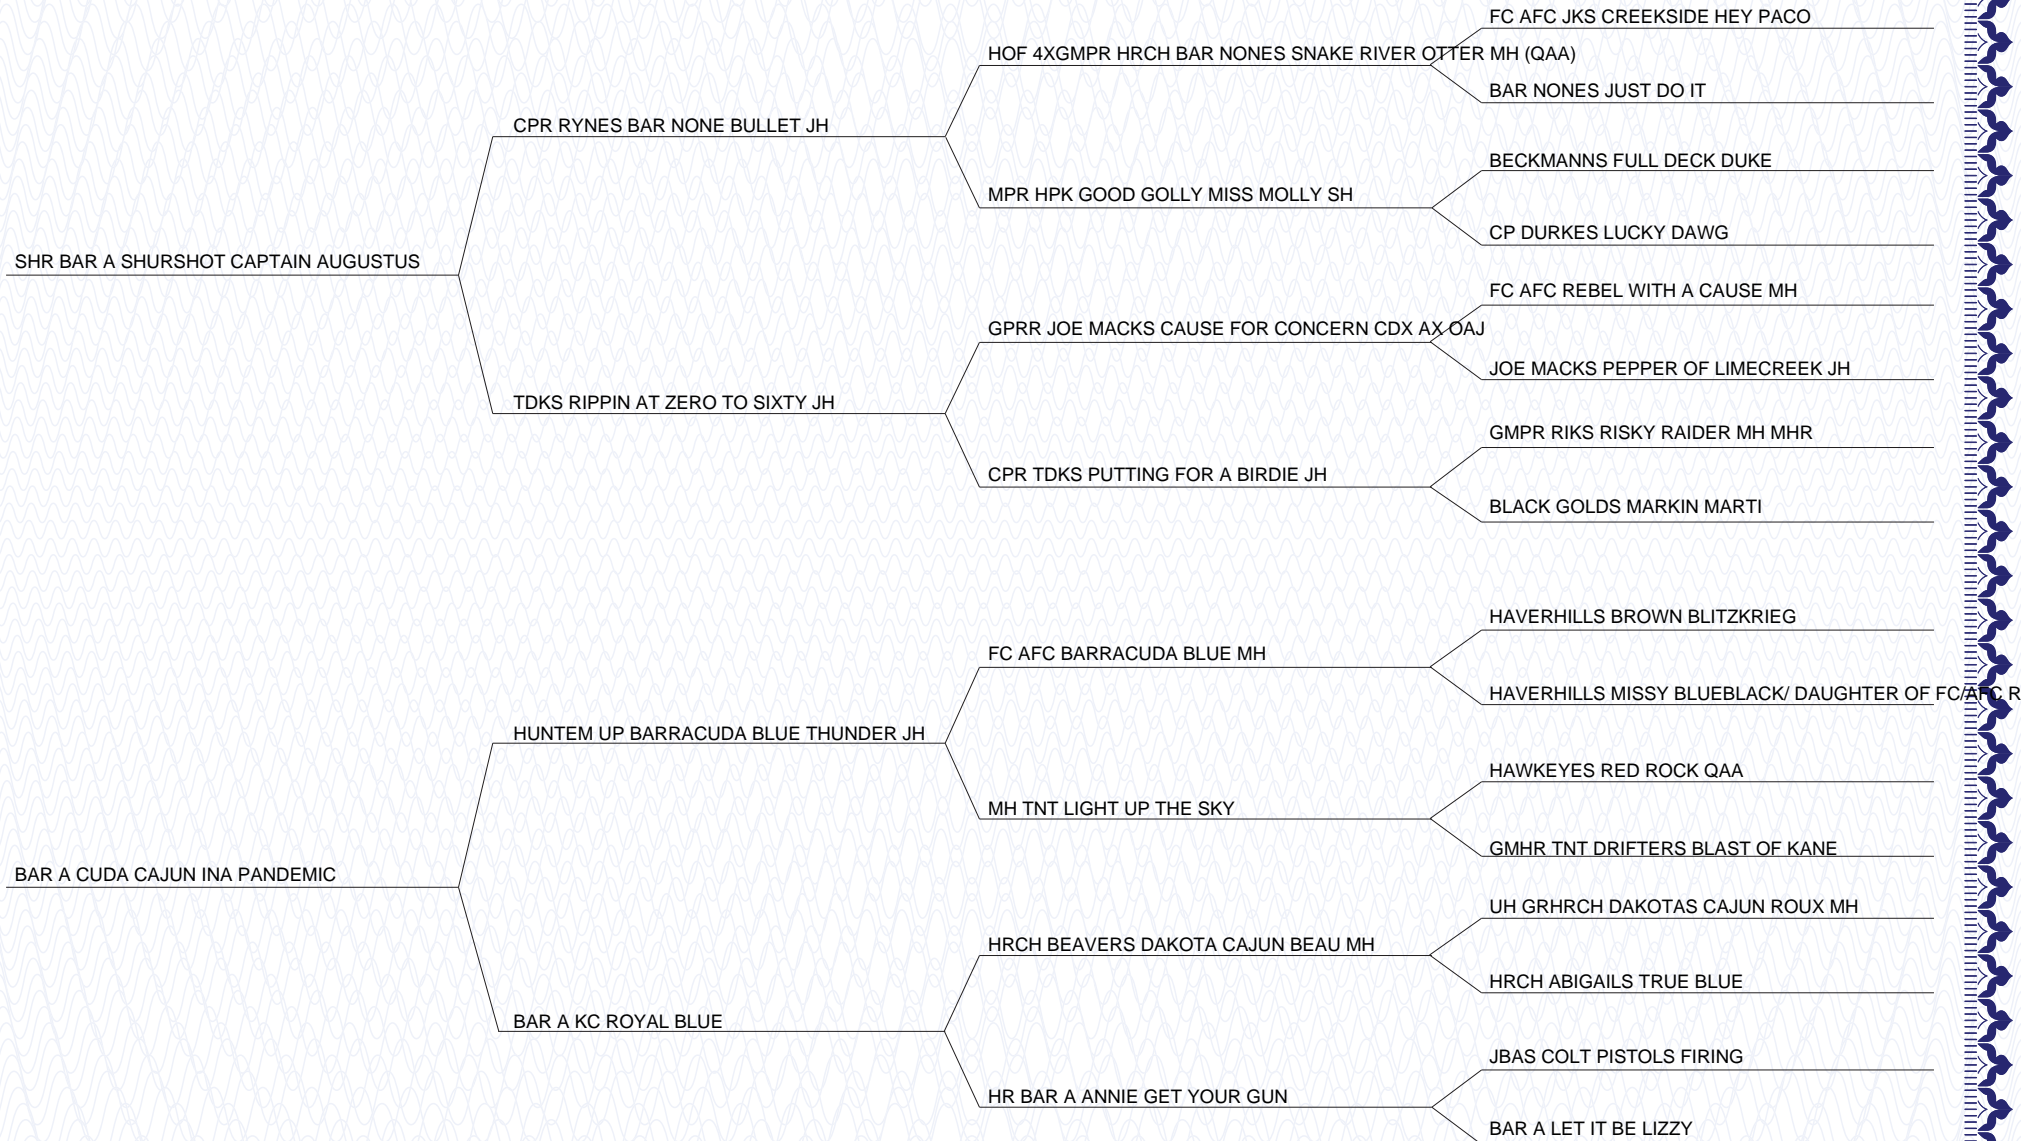 FC AFC JKS CREEKSIDE HEY PACO
HOF 4XGMPR HRCH BAR NONES SNAKE RIVER OTTER MH (QAA)
BAR NONES JUST DO IT
CPR RYNES BAR NONE BULLET JH
BECKMANNS FULL DECK DUKE
MPR HPK GOOD GOLLY MISS MOLLY SH
CP DURKES LUCKY DAWG
SHR BAR A SHURSHOT CAPTAIN AUGUSTUS
FC AFC REBEL WITH A CAUSE MH
GPRR JOE MACKS CAUSE FOR CONCERN CDX AX OAJ
JOE MACKS PEPPER OF LIMECREEK JH
TDKS RIPPIN AT ZERO TO SIXTY JH
GMPR RIKS RISKY RAIDER MH MHR
CPR TDKS PUTTING FOR A BIRDIE JH
BLACK GOLDS MARKIN MARTI
HAVERHILLS BROWN BLITZKRIEG
FC AFC BARRACUDA BLUE MH
HAVERHILLS MISSY BLUEBLACK/ DAUGHTER OF FC/AFC R
HUNTEM UP BARRACUDA BLUE THUNDER JH
HAWKEYES RED ROCK QAA
MH TNT LIGHT UP THE SKY
GMHR TNT DRIFTERS BLAST OF KANE
BAR A CUDA CAJUN INA PANDEMIC
UH GRHRCH DAKOTAS CAJUN ROUX MH
HRCH BEAVERS DAKOTA CAJUN BEAU MH
HRCH ABIGAILS TRUE BLUE
BAR A KC ROYAL BLUE
JBAS COLT PISTOLS FIRING
HR BAR A ANNIE GET YOUR GUN
BAR A LET IT BE LIZZY